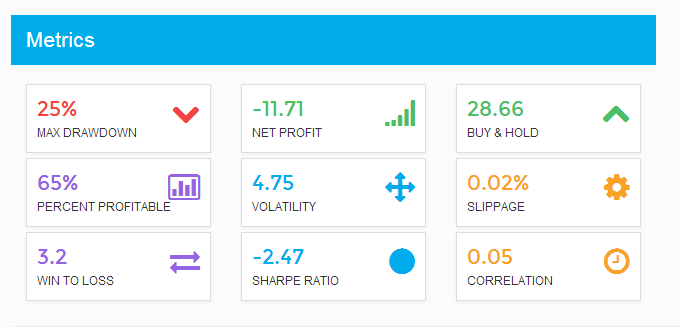 Metrics
25%
MAX DRAWDOWN
-11.71
NET PROFIT
28.66
BUY & HOLD
65%
PERCENT PROFITABLE
4.75
VOLATILITY
0.02%
SLIPPAGE
3.2
WIN TO LOSS
-2.47
SHARPE RATIO
0.05
CORRELATION